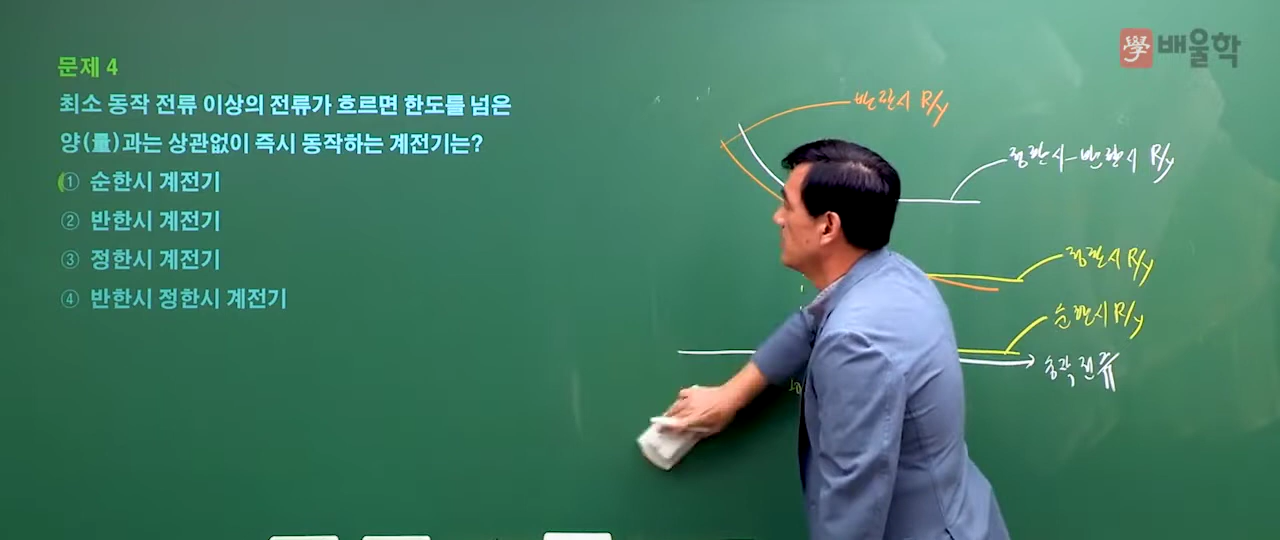 學 배울학
문제 4
최소 동작 전류 이상의 전류가 흐르면 한도를 넘은
양(量)과는 상관없이 즉시 동작하는 계전기는?
① 순한시 계전기
② 반한시 계전기
③ 정한시 계전기
④ 반한시 정한시 계전기
반한시 R/y
정한시-반한시 R/y
정한시 R/y
순한시 R/y
동작 전류